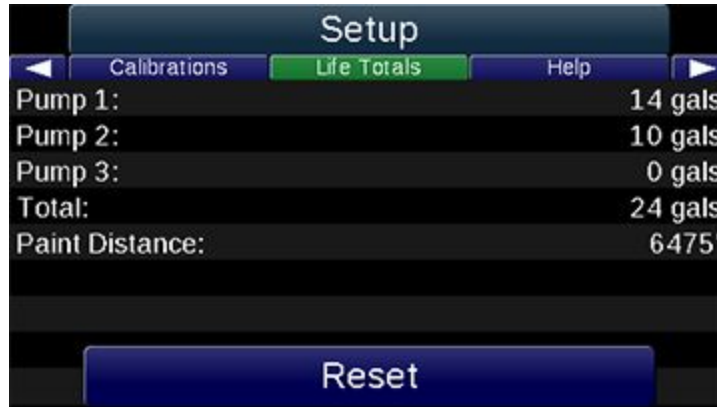 Setup
Calibrations Life Totals Help
Pump 1: 14 gals
Pump 2: 10 gals
Pump 3: 0 gals
Total: 24 gals
Paint Distance: 6475'
Reset